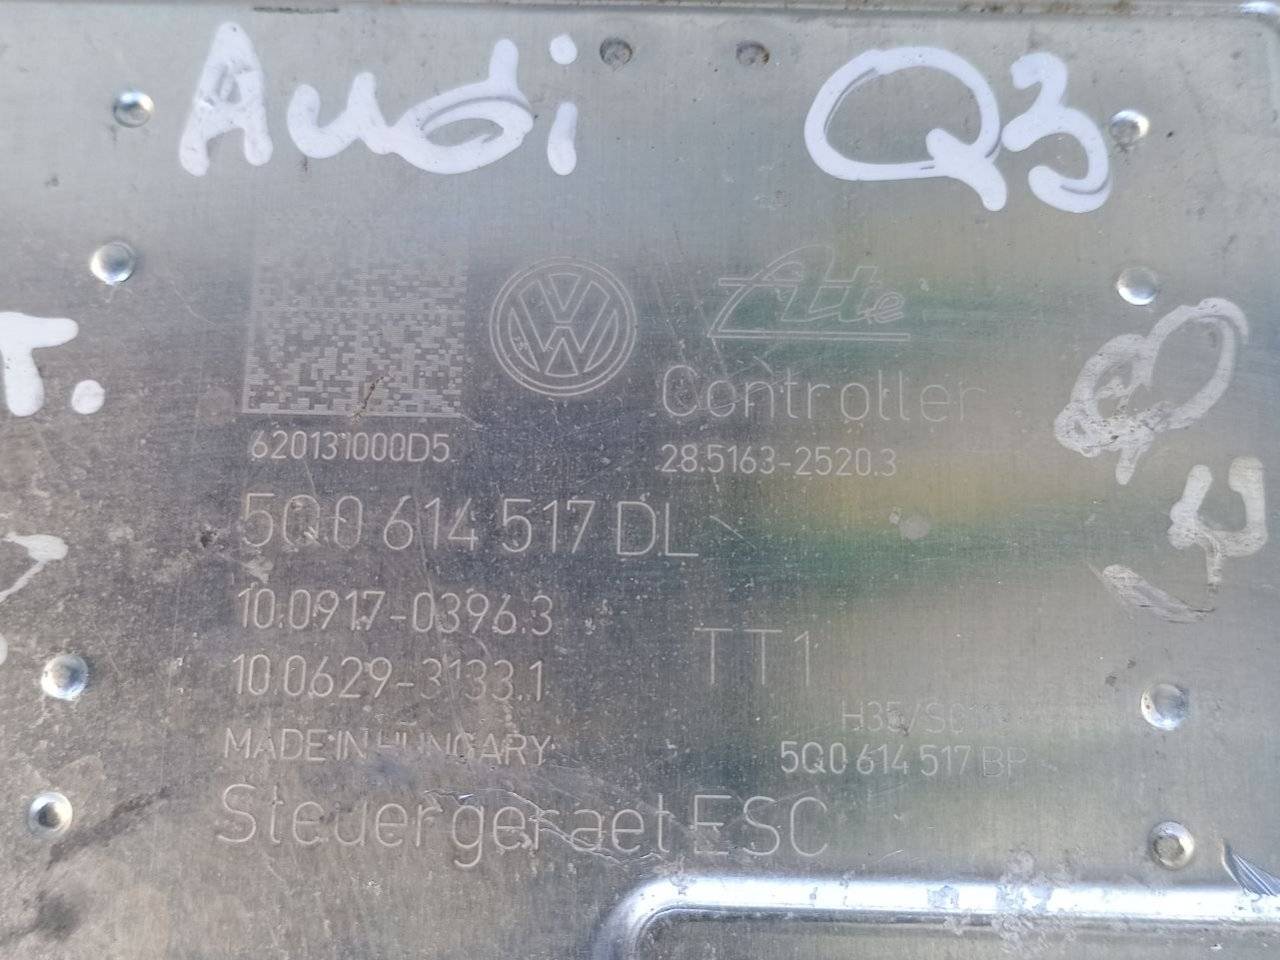 Audi Q3
T.
Ate
Controller
620131000D5
28.5163-2520.3
5Q0 614 517 DL
10.0917-0396.3
10.0629-3133.1
TT1
MADE IN HUNGARY
5Q0 614 517 BP
Steuergeraet ESC